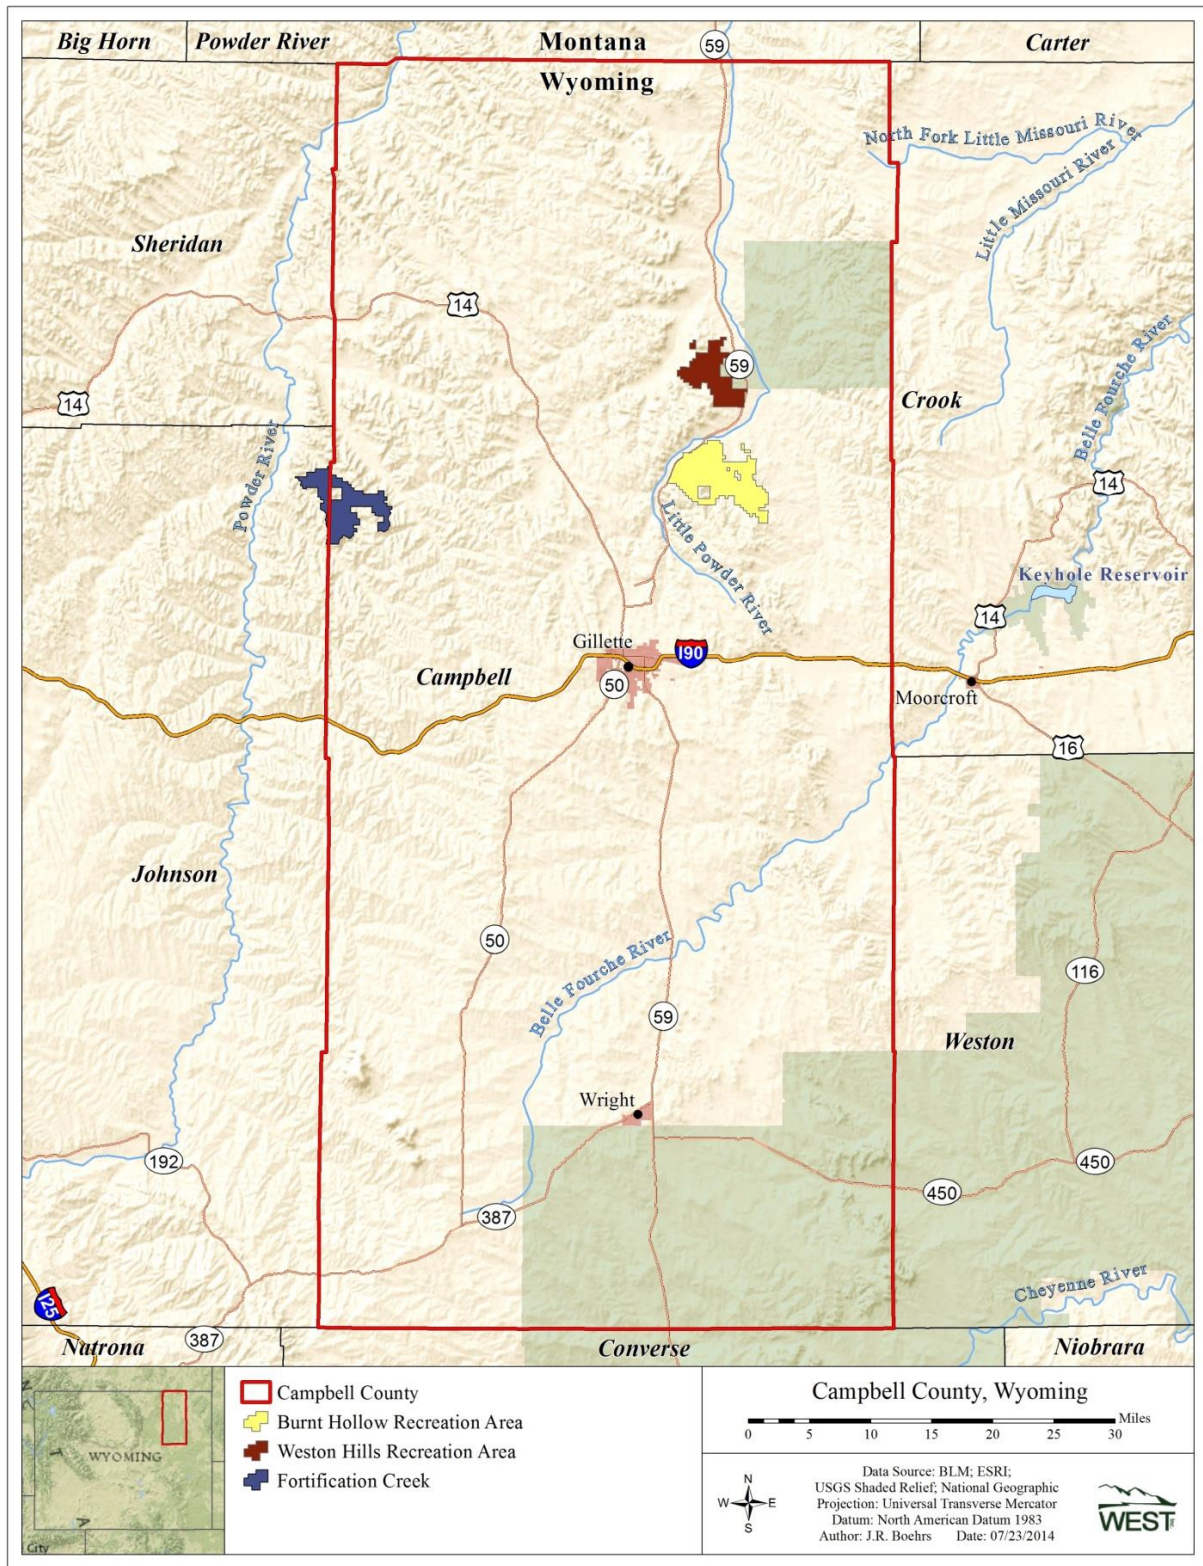 Big Horn
Powder River
Montana
59
Carter
Wyoming
North Fork Little Missouri River
Little Missouri River
Sheridan
14
Belle Fourche River
59
14
Crook
Powder River
14
Little Powder River
Keyhole Reservoir
14
Gillette
I90
Campbell
50
Moorcroft
16
Johnson
50
Belle Fourche River
116
59
Weston
Wright
192
450
450
387
Cheyenne River
I25
387
Natrona
Converse
Niobrara
WYOMING
City
Campbell County
Burnt Hollow Recreation Area
Weston Hills Recreation Area
Fortification Creek
Campbell County, Wyoming
Miles
0 5 10 15 20 25 30
N
W E
S
Data Source: BLM; ESRI;
USGS Shaded Relief; National Geographic
Projection: Universal Transverse Mercator
Datum: North American Datum 1983
Author: J.R. Boehrs Date: 07/23/2014
WEST